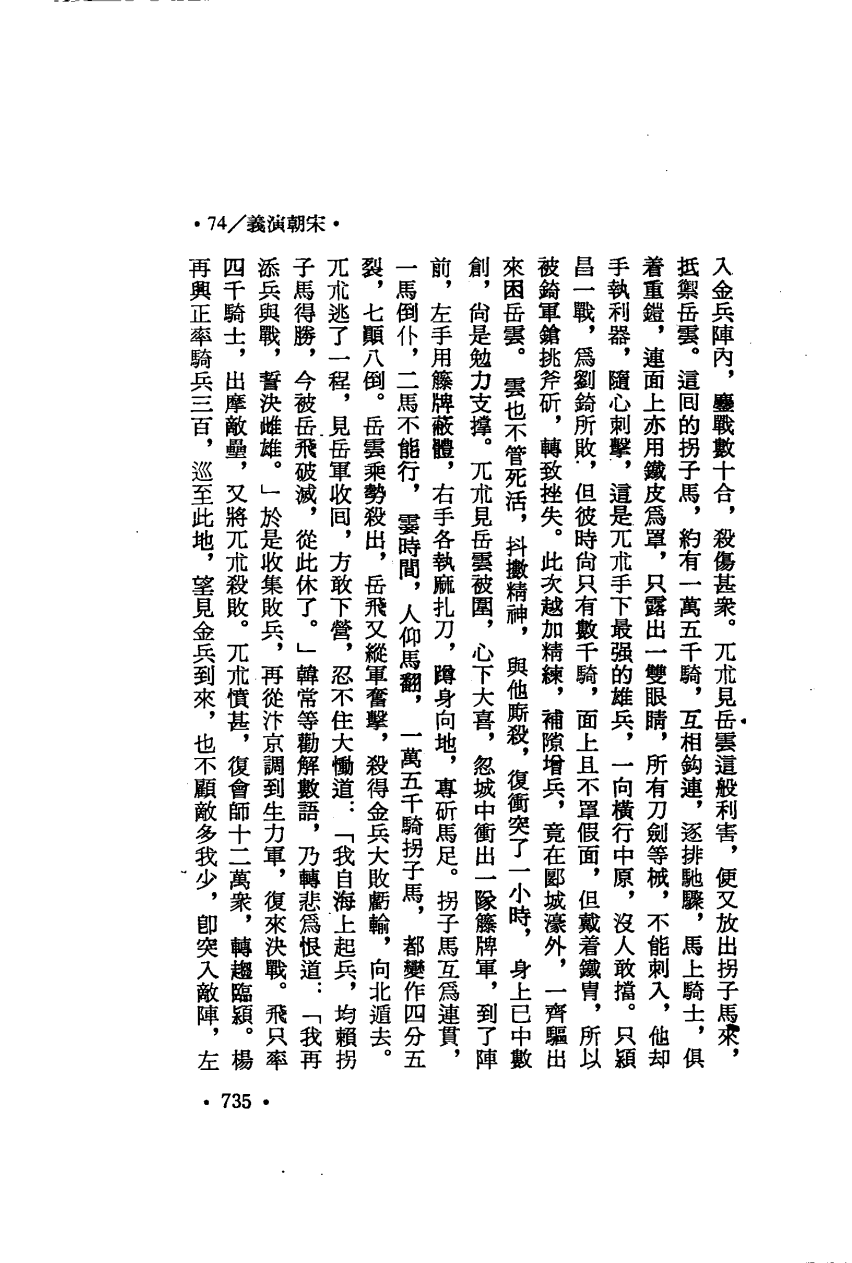 •74／義演朝宋•
入金兵陣內，鏖戰數十合，殺傷甚衆。兀朮見岳雲這般利害，便又放出拐子馬來，
抵禦岳雲。這囘的拐子馬，約有一萬五千騎，互相鈎連，逐排馳驟，馬上騎士，俱
着重鎧，連面上亦用鐵皮爲罩，只露出一雙眼睛，所有刀劍等械，不能刺入，他却
手執利器，隨心刺擊，這是兀朮手下最强的雄兵，一向橫行中原，沒人敢擋。只潁
昌一戰，爲劉錡所敗，但彼時尙只有數千騎，面上且不罩假面，但戴着鐵冑，所以
被錡軍鎗挑斧斫，轉致挫失。此次越加精練，補隙增兵，竟在郾城濠外，一齊驅出
來困岳雲。雲也不管死活，抖擻精神，與他厮殺，復衝突了一小時，身上已中數
創，尙是勉力支撐。兀朮見岳雲被圍，心下大喜，忽城中衝出一隊籐牌軍，到了陣
前，左手用籐牌蔽體，右手各執麻扎刀，蹲身向地，專斫馬足。拐子馬互爲連貫，
一馬倒仆，二馬不能行，霎時間，人仰馬翻，一萬五千騎拐子馬，都變作四分五
裂，七顚八倒。岳雲乘勢殺出，岳飛又縱軍奮擊，殺得金兵大敗虧輸，向北遁去。
兀朮逃了一程，見岳軍收囘，方敢下營，忍不住大慟道：「我自海上起兵，均賴拐
子馬得勝，今被岳飛破滅，從此休了。」韓常等勸解數語，乃轉悲爲恨道：「我再
添兵與戰，誓決雌雄。」於是收集敗兵，再從汴京調到生力軍，復來決戰。飛只率
四千騎士，出摩敵壘，又將兀朮殺敗。兀朮憤甚，復會師十二萬衆，轉趨臨潁。楊
再興正率騎兵三百，巡至此地，望見金兵到來，也不顧敵多我少，卽突入敵陣，左
•735•